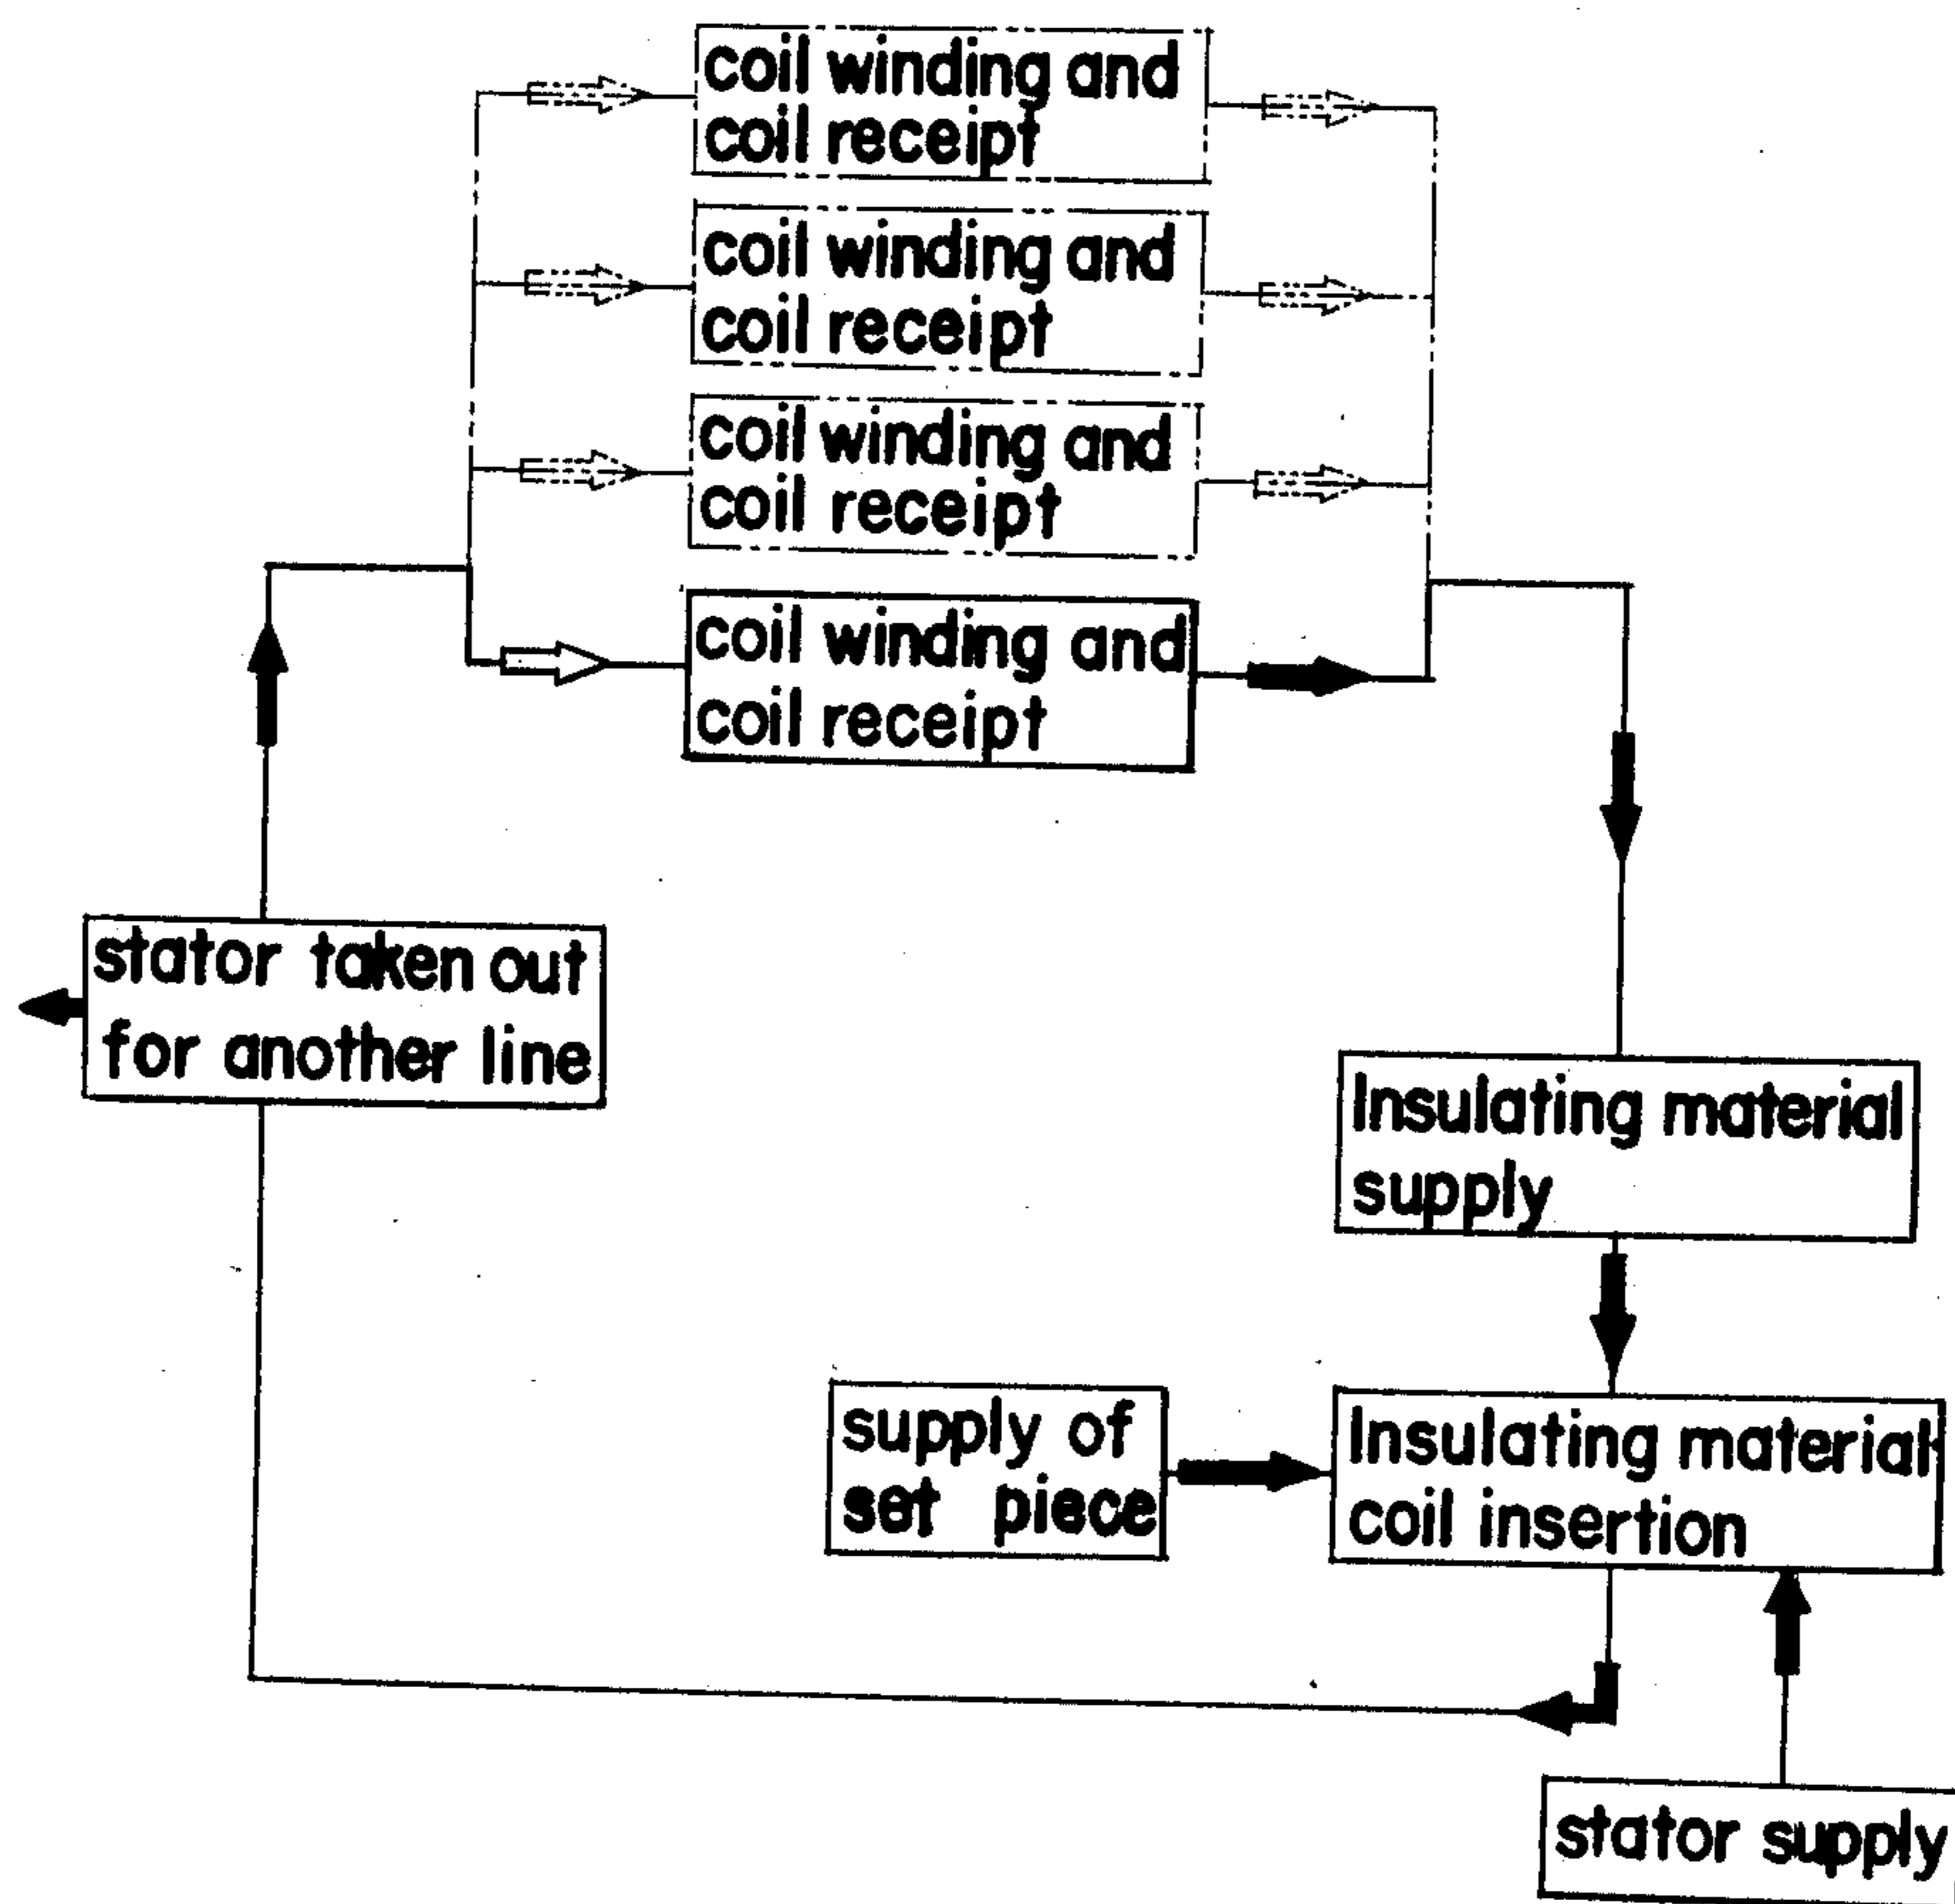 coil winding and
coil receipt
coil winding and
coil receipt
coil winding and
coil receipt
coil winding and
coil receipt
stator taken out
for another line
Insulating material
supply
supply of
set piece
Insulating material
coil insertion
stator supply